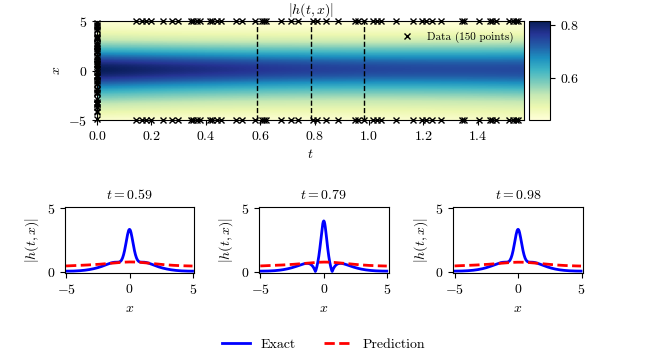 |h(t, x)|
5
0
−5
x
× Data (150 points)
0.8
0.6
0.0 0.2 0.4 0.6 0.8 1.0 1.2 1.4
t
t = 0.59 t = 0.79 t = 0.98
|h(t, x)| |h(t, x)| |h(t, x)|
5 5 5
0 0 0
−5 0 5 −5 0 5 −5 0 5
x x x
Exact Prediction